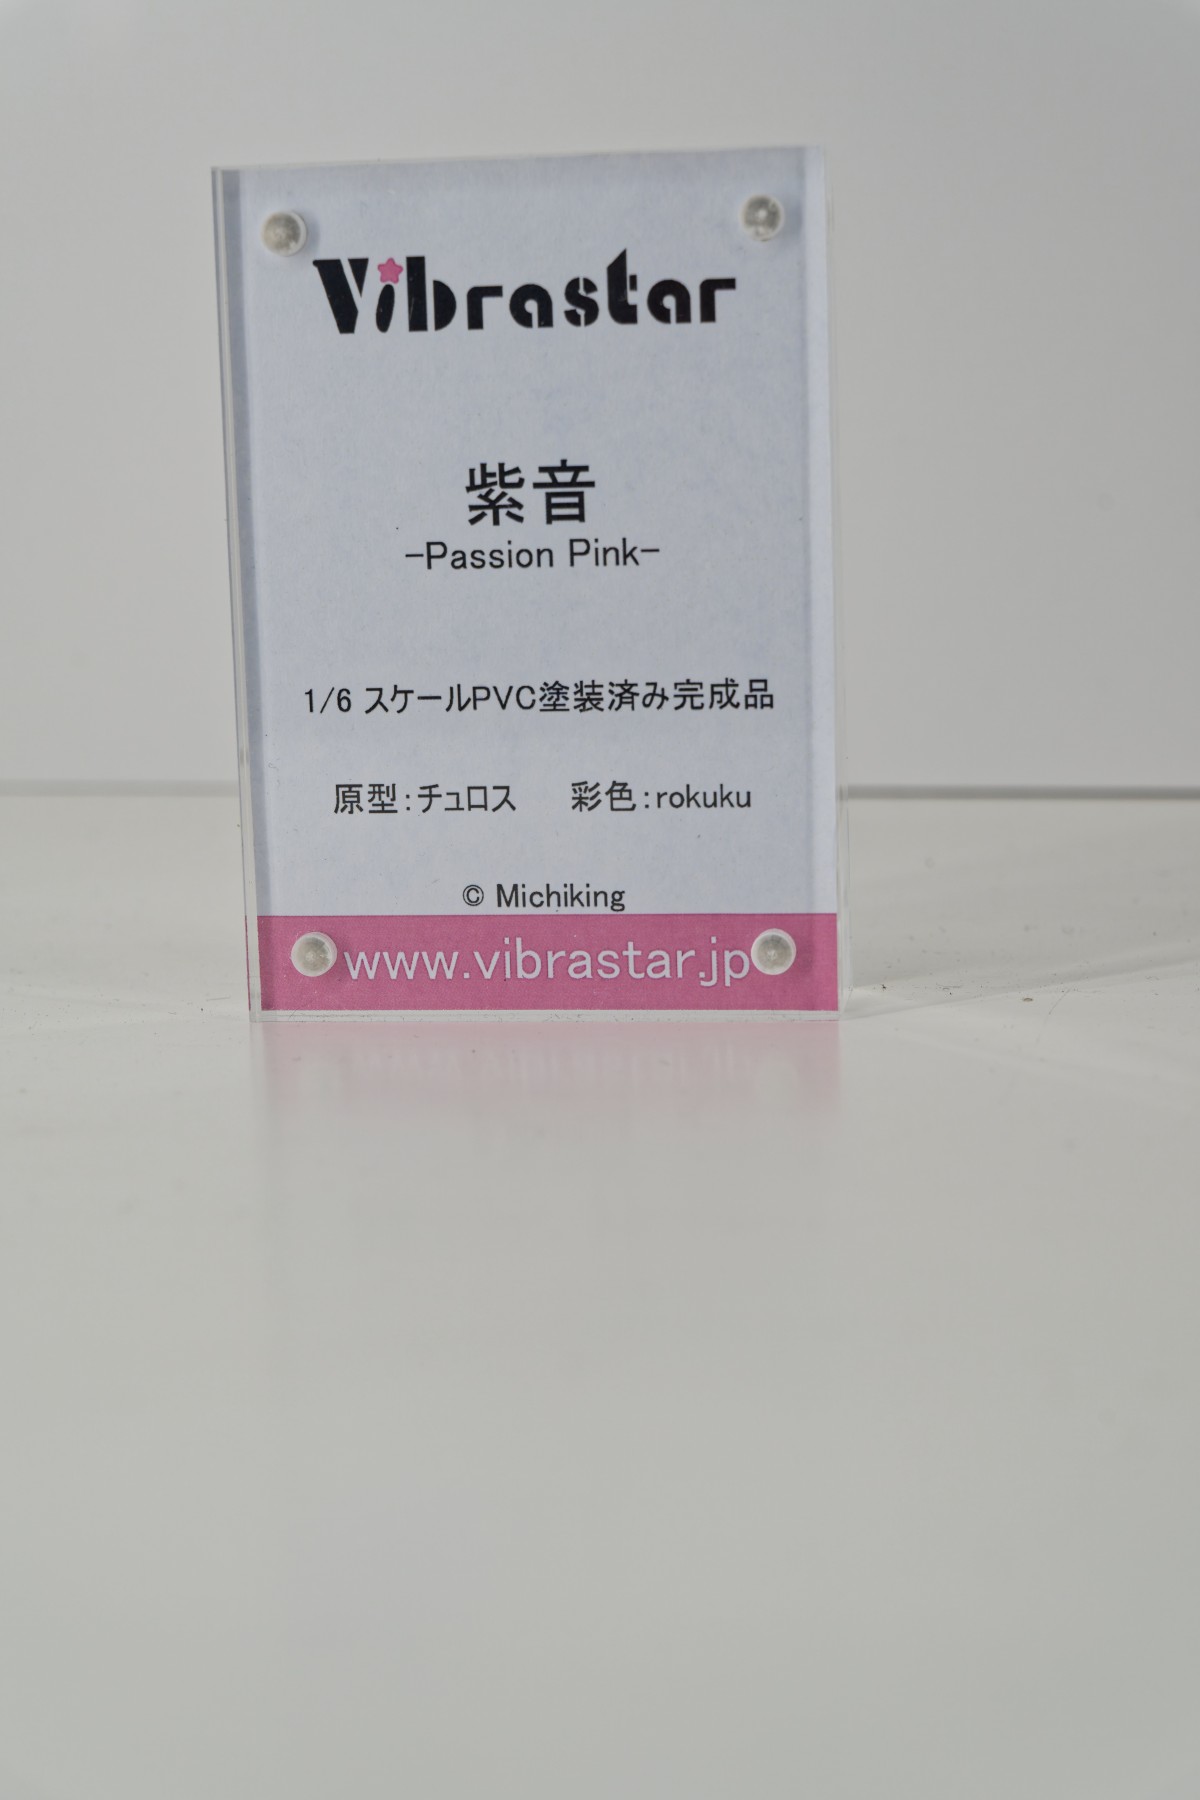 Vibrastar
紫音
-Passion Pink-
1/6 スケールPVC塗装済み完成品
原型：チュロス　　彩色：rokuku
© Michiking
www.vibrastar.jp